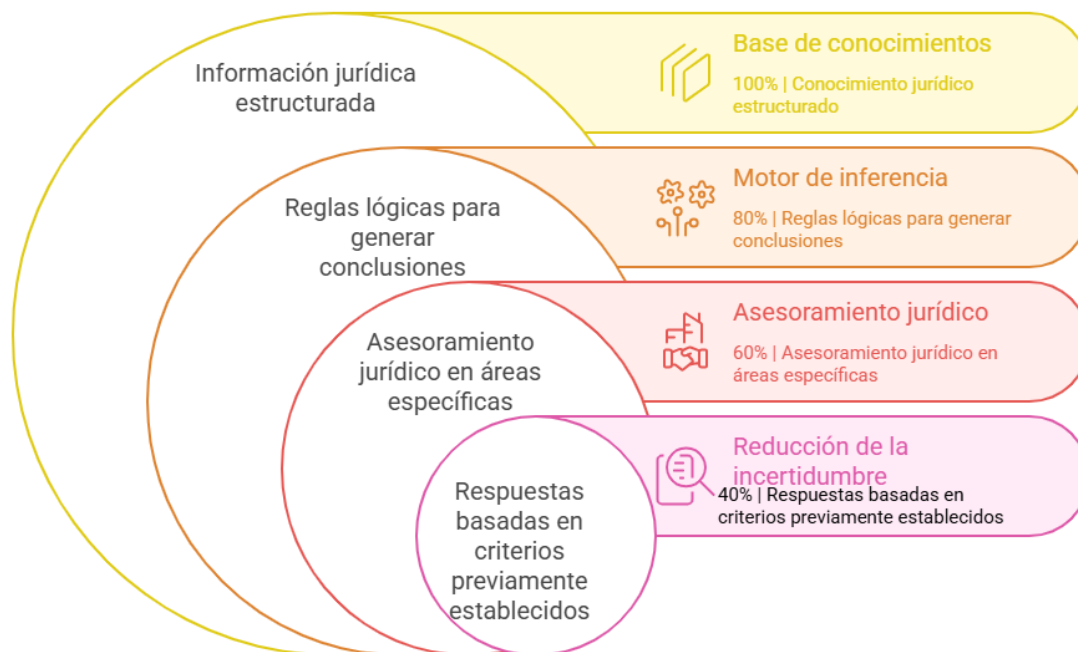 Información jurídica
estructurada
Base de conocimientos
100% | Conocimiento jurídico
estructurado
Reglas lógicas para
generar
conclusiones
Motor de inferencia
80% | Reglas lógicas para generar
conclusiones
Asesoramiento
jurídico en áreas
específicas
Asesoramiento jurídico
60% | Asesoramiento jurídico en
áreas específicas
Respuestas
basadas en
criterios
previamente
establecidos
Reducción de la
incertidumbre
40% | Respuestas basadas en
criterios previamente establecidos